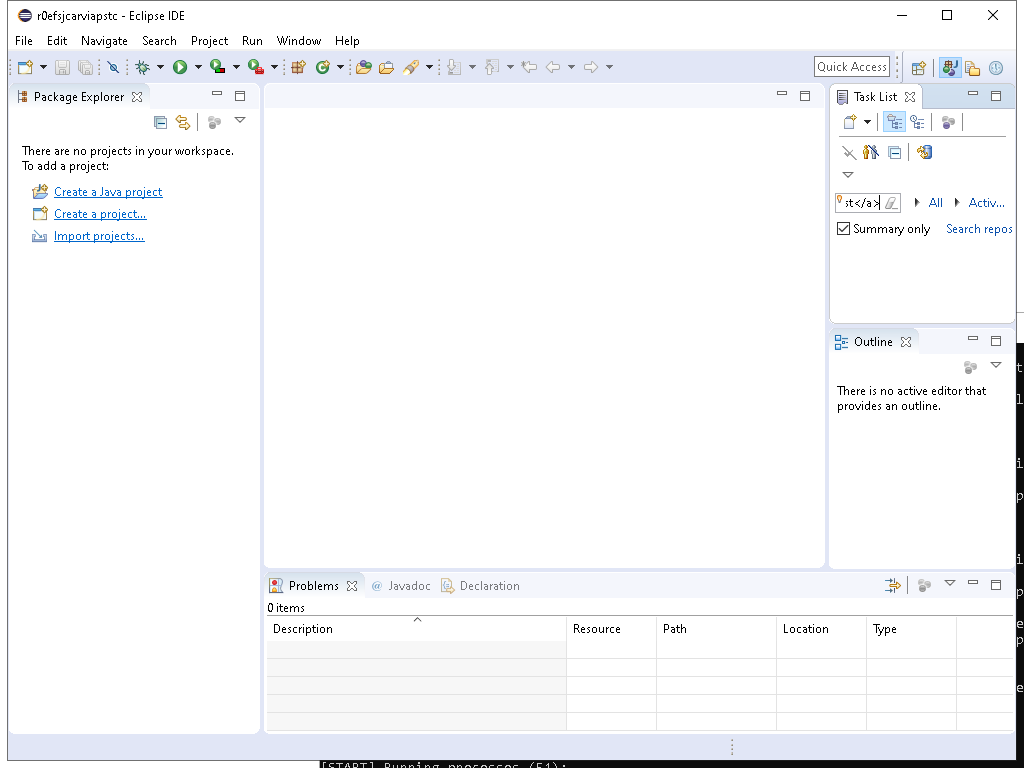 r0efsjcarviapstc - Eclipse IDE
File Edit Navigate Search Project Run Window Help
Quick Access
Package Explorer
There are no projects in your workspace.
To add a project:
Create a Java project
Create a project...
Import projects...
Task List
st</a>
All
Activ...
Summary only
Search repos
Outline
There is no active editor that
provides an outline.
Problems
@ Javadoc
Declaration
0 items
Description Resource Path Location Type
[START] Running processes (51):